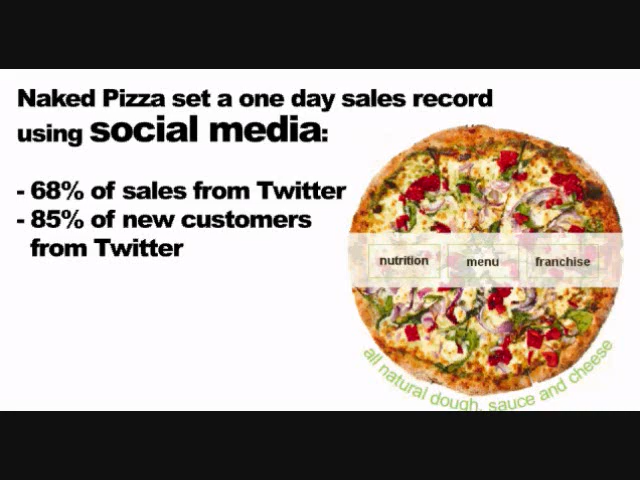 Naked Pizza set a one day sales record
using social media:
- 68% of sales from Twitter
- 85% of new customers
from Twitter
nutrition menu franchise
all natural dough, sauce and cheese